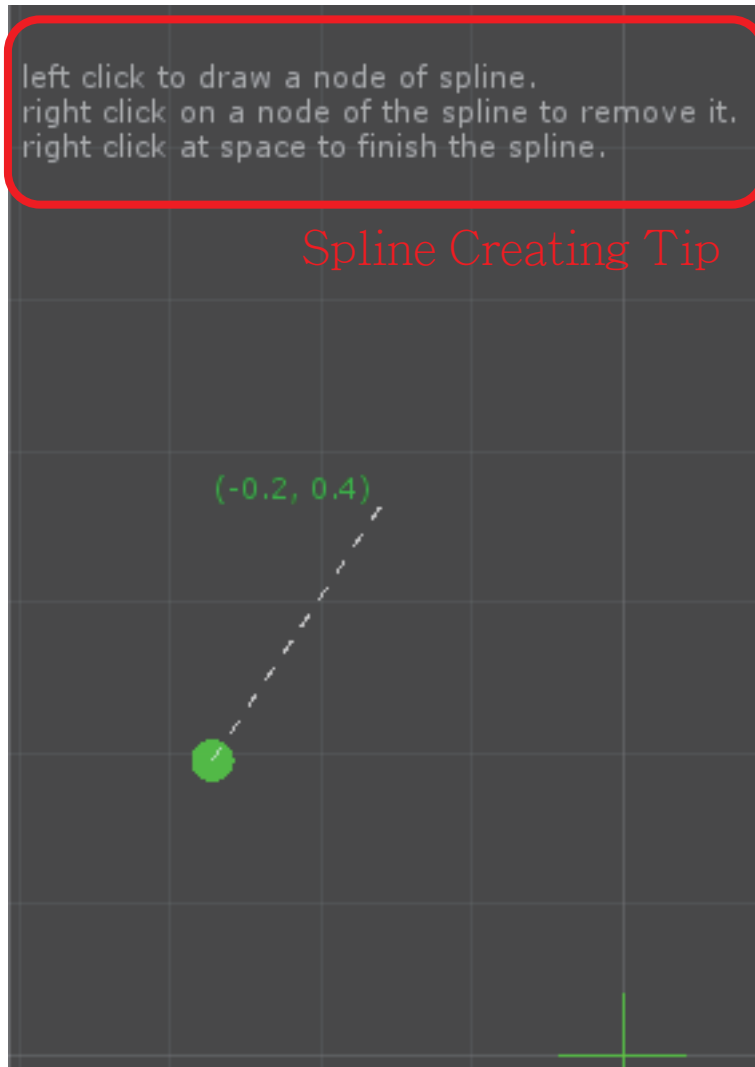 left click to draw a node of spline.
right click on a node of the spline to remove it.
right click at space to finish the spline.
Spline Creating Tip
(-0.2, 0.4)